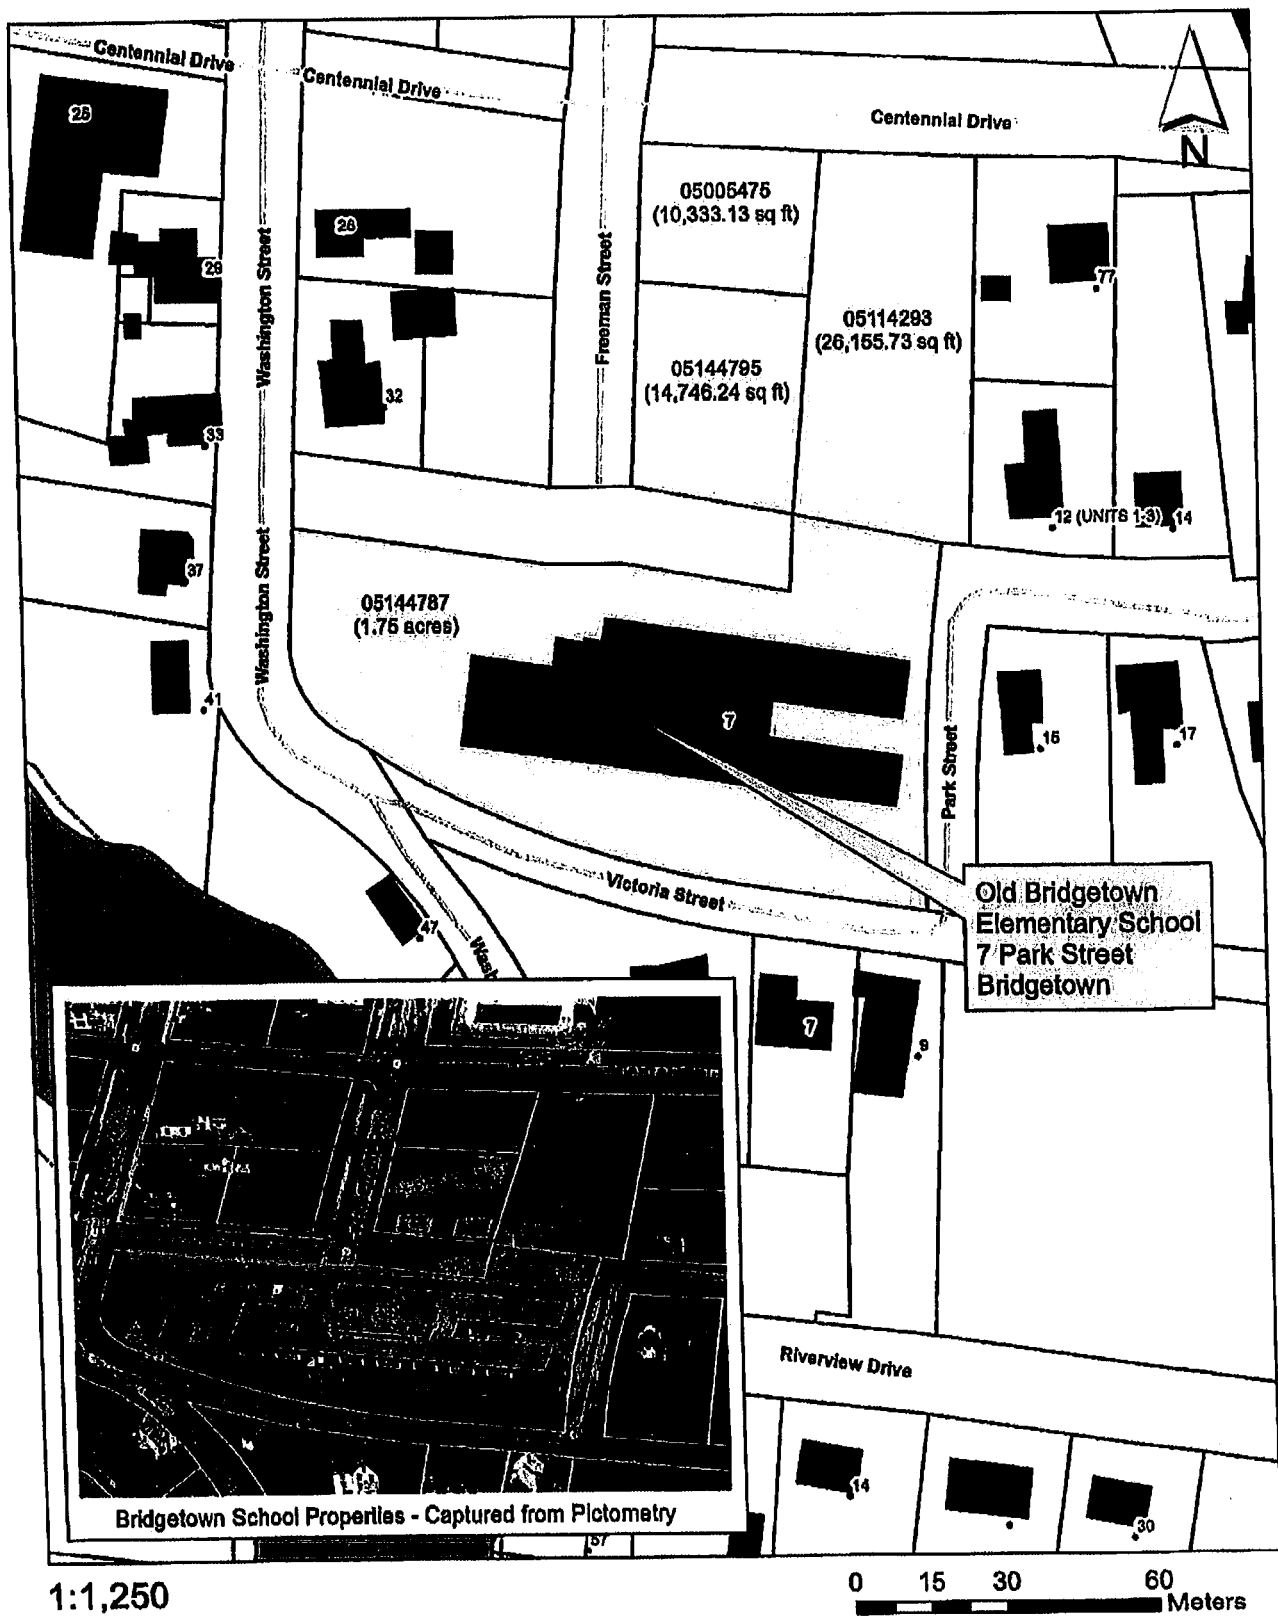 Centennial Drive
Centennial Drive
Centennial Drive
N
25
29
33
37
41
47
26
32
Washington Street
Washington Street
Washington Street
Freeman Street
05005475
(10,333.13 sq ft)
05144795
(14,746.24 sq ft)
05114293
(26,155.73 sq ft)
77
12 (UNITS 1-3)
14
05144787
(1.75 acres)
7
Park Street
15
17
Victoria Street
Wash
Old Bridgetown
Elementary School
7 Park Street
Bridgetown
7
9
Riverview Drive
14
30
57
Bridgetown School Properties - Captured from Pictometry
1:1,250
0 15 30 60
Meters